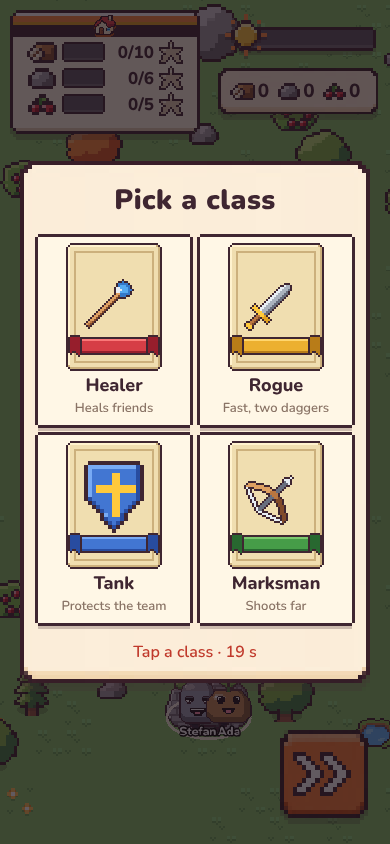 0/10
0/6
0/5
0 0 0
Pick a class
Healer
Heals friends
Rogue
Fast, two daggers
Tank
Protects the team
Marksman
Shoots far
Tap a class · 19 s
Stefan Ada